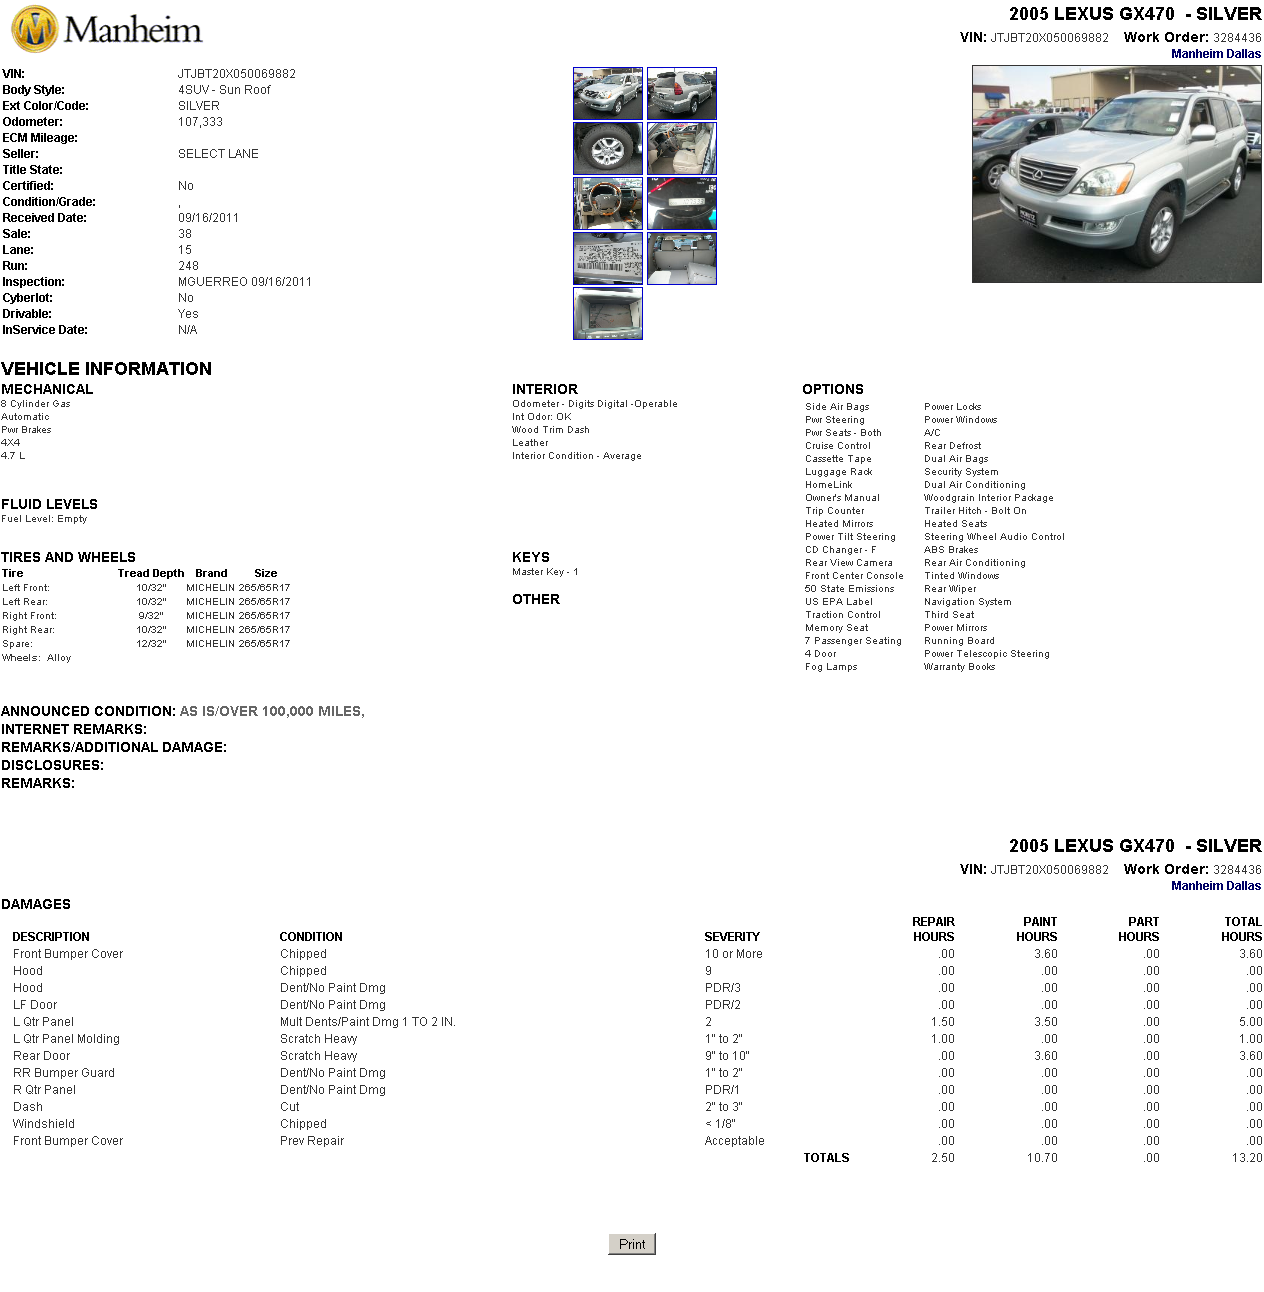 Manheim
2005 LEXUS GX470 - SILVER
VIN: JTJBT20X050069882 Work Order: 3284436
Manheim Dallas
VIN: JTJBT20X050069882
Body Style: 4SUV - Sun Roof
Ext Color/Code: SILVER
Odometer: 107,333
ECM Mileage:
Seller: SELECT LANE
Title State:
Certified: No
Condition/Grade: ,
Received Date: 09/16/2011
Sale: 38
Lane: 15
Run: 248
Inspection: MGUERREO 09/16/2011
Cyberlot: No
Drivable: Yes
InService Date: N/A
VEHICLE INFORMATION
MECHANICAL
8 Cylinder Gas
Automatic
Pwr Brakes
4X4
4.7 L
FLUID LEVELS
Fuel Level: Empty
TIRES AND WHEELS
Tire Tread Depth Brand Size
Left Front: 10/32" MICHELIN 265/65R17
Left Rear: 10/32" MICHELIN 265/65R17
Right Front: 9/32" MICHELIN 265/65R17
Right Rear: 10/32" MICHELIN 265/65R17
Spare: 12/32" MICHELIN 265/65R17
Wheels: Alloy
INTERIOR
Odometer - Digits Digital -Operable
Int Odor: OK
Wood Trim Dash
Leather
Interior Condition - Average
KEYS
Master Key - 1
OTHER
OPTIONS
Side Air Bags Power Locks
Pwr Steering Power Windows
Pwr Seats - Both A/C
Cruise Control Rear Defrost
Cassette Tape Dual Air Bags
Luggage Rack Security System
HomeLink Dual Air Conditioning
Owner's Manual Woodgrain Interior Package
Trip Counter Trailer Hitch - Bolt On
Heated Mirrors Heated Seats
Power Tilt Steering Steering Wheel Audio Control
CD Changer - F ABS Brakes
Rear View Camera Rear Air Conditioning
Front Center Console Tinted Windows
50 State Emissions Rear Wiper
US EPA Label Navigation System
Traction Control Third Seat
Memory Seat Power Mirrors
7 Passenger Seating Running Board
4 Door Power Telescopic Steering
Fog Lamps Warranty Books
ANNOUNCED CONDITION: AS IS/OVER 100,000 MILES,
INTERNET REMARKS:
REMARKS/ADDITIONAL DAMAGE:
DISCLOSURES:
REMARKS:
2005 LEXUS GX470 - SILVER
VIN: JTJBT20X050069882 Work Order: 3284436
Manheim Dallas
DAMAGES
REPAIR PAINT PART TOTAL
DESCRIPTION CONDITION SEVERITY HOURS HOURS HOURS HOURS
Front Bumper Cover Chipped 10 or More .00 3.60 .00 3.60
Hood Chipped 9 .00 .00 .00 .00
Hood Dent/No Paint Dmg PDR/3 .00 .00 .00 .00
LF Door Dent/No Paint Dmg PDR/2 .00 .00 .00 .00
L Qtr Panel Mult Dents/Paint Dmg 1 TO 2 IN. 2 1.50 3.50 .00 5.00
L Qtr Panel Molding Scratch Heavy 1" to 2" 1.00 .00 .00 1.00
Rear Door Scratch Heavy 9" to 10" .00 3.60 .00 3.60
RR Bumper Guard Dent/No Paint Dmg 1" to 2" .00 .00 .00 .00
R Qtr Panel Dent/No Paint Dmg PDR/1 .00 .00 .00 .00
Dash Cut 2" to 3" .00 .00 .00 .00
Windshield Chipped < 1/8" .00 .00 .00 .00
Front Bumper Cover Prev Repair Acceptable .00 .00 .00 .00
TOTALS 2.50 10.70 .00 13.20
Print